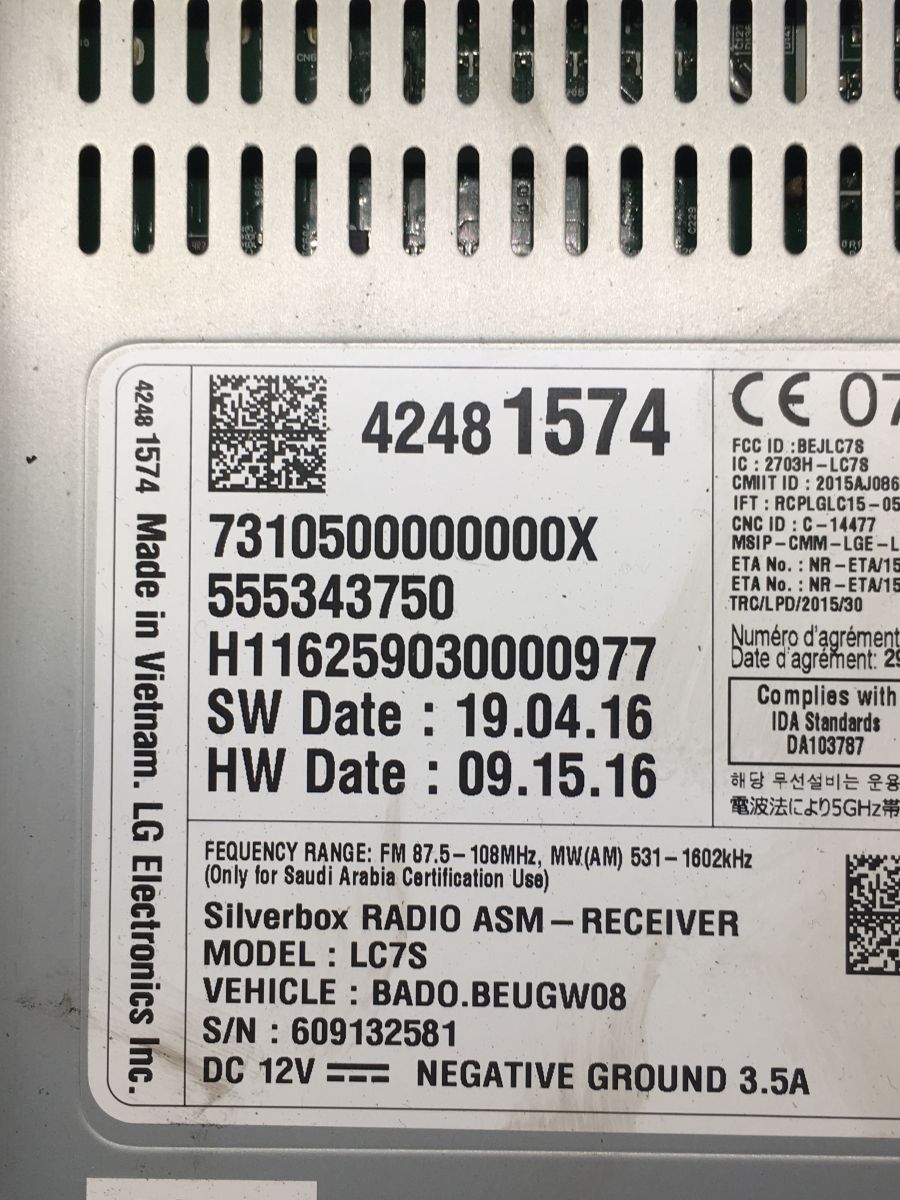 CN6
4248 1574 Made in Vietnam. LG Electronics Inc.
4248 1574
7310500000000X
555343750
H116259030000977
SW Date : 19.04.16
HW Date : 09.15.16
CE 07
FCC ID :BEJLC7S
IC : 2703H-LC7S
CMIIT ID : 2015AJ086
IFT : RCPLGLC15-05
CNC ID : C-14477
MSIP-CMM-LGE-L
ETA No. : NR-ETA/15
ETA No. : NR-ETA/15
TRC/LPD/2015/30
Numéro d'agrément
Date d'agrément: 29
Complies with
IDA Standards
DA103787
해당 무선설비는 운용
電波法により5GHz帯
FEQUENCY RANGE: FM 87.5-108MHz, MW(AM) 531-1602kHz
(Only for Saudi Arabia Certification Use)
Silverbox RADIO ASM-RECEIVER
MODEL : LC7S
VEHICLE : BADO.BEUGW08
S/N : 609132581
DC 12V NEGATIVE GROUND 3.5A